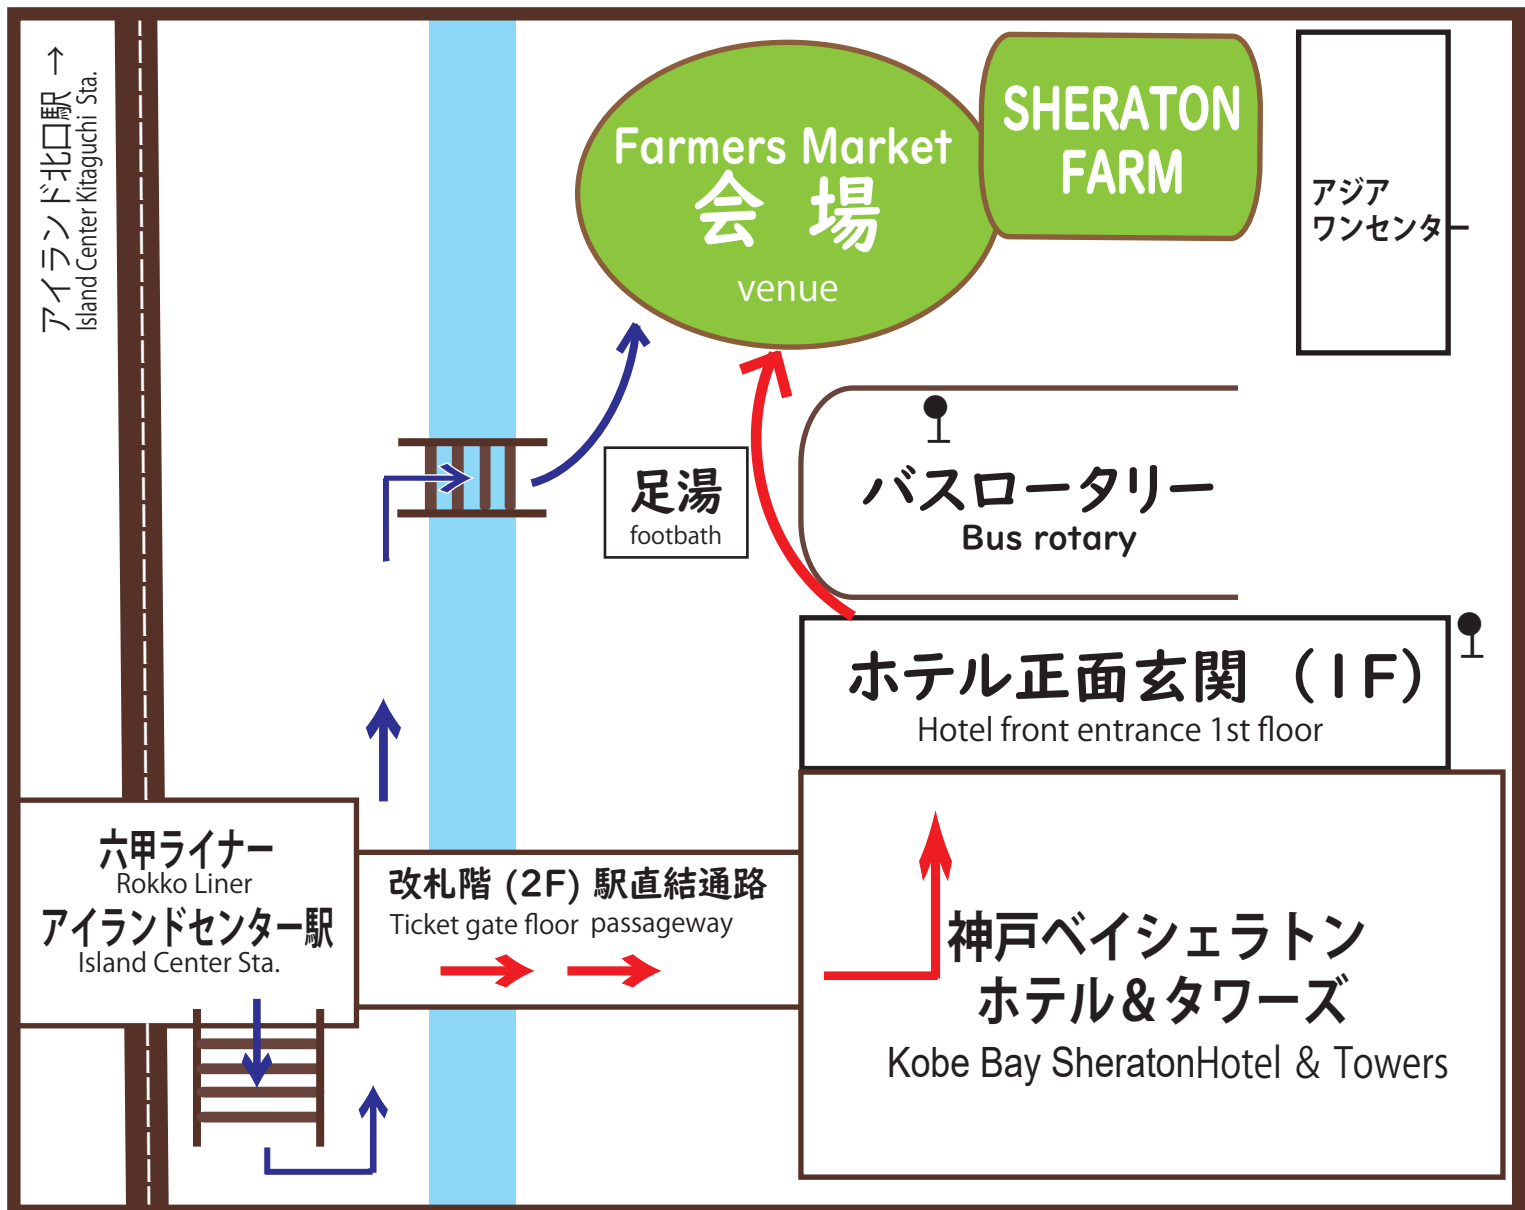 アイランド北口駅 →
Island Center Kitaguchi Sta.
Farmers Market
会場
venue
SHERATON
FARM
アジア
ワンセンター
足湯
footbath
バスロータリー
Bus rotary
ホテル正面玄関 (1F)
Hotel front entrance 1st floor
六甲ライナー
Rokko Liner
アイランドセンター駅
Island Center Sta.
改札階 (2F) 駅直結通路
Ticket gate floor passageway
神戸ベイシェラトン
ホテル＆タワーズ
Kobe Bay SheratonHotel & Towers